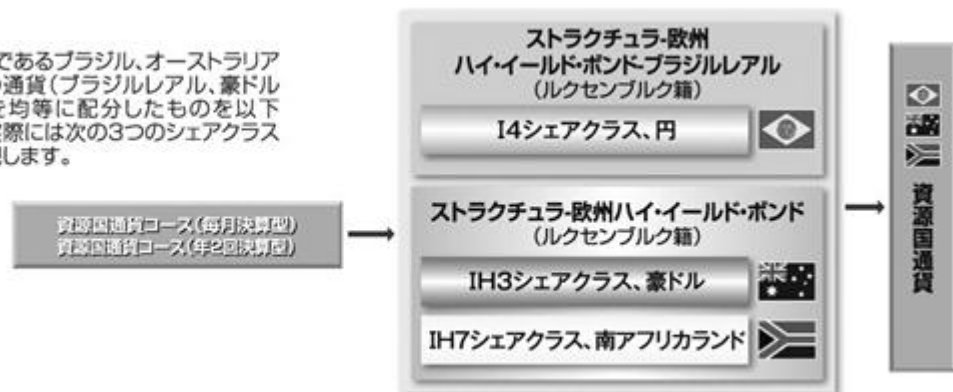 であるブラジル、オーストラリア
通貨(ブラジルレアル、豪ドル
を均等に配分したものを以下
際には次の3つのシェアクラス
します。
資源国通貨コース(毎月決算型)
資源国通貨コース(年2回決算型)
ストラクチュラ-欧州
ハイ・イールド・ボンド-ブラジルレアル
(ルクセンブルク籍)
I4シェアクラス、円
ストラクチュラ-欧州ハイ・イールド・ボンド
(ルクセンブルク籍)
IH3シェアクラス、豪ドル
IH7シェアクラス、南アフリカランド
資源国通貨